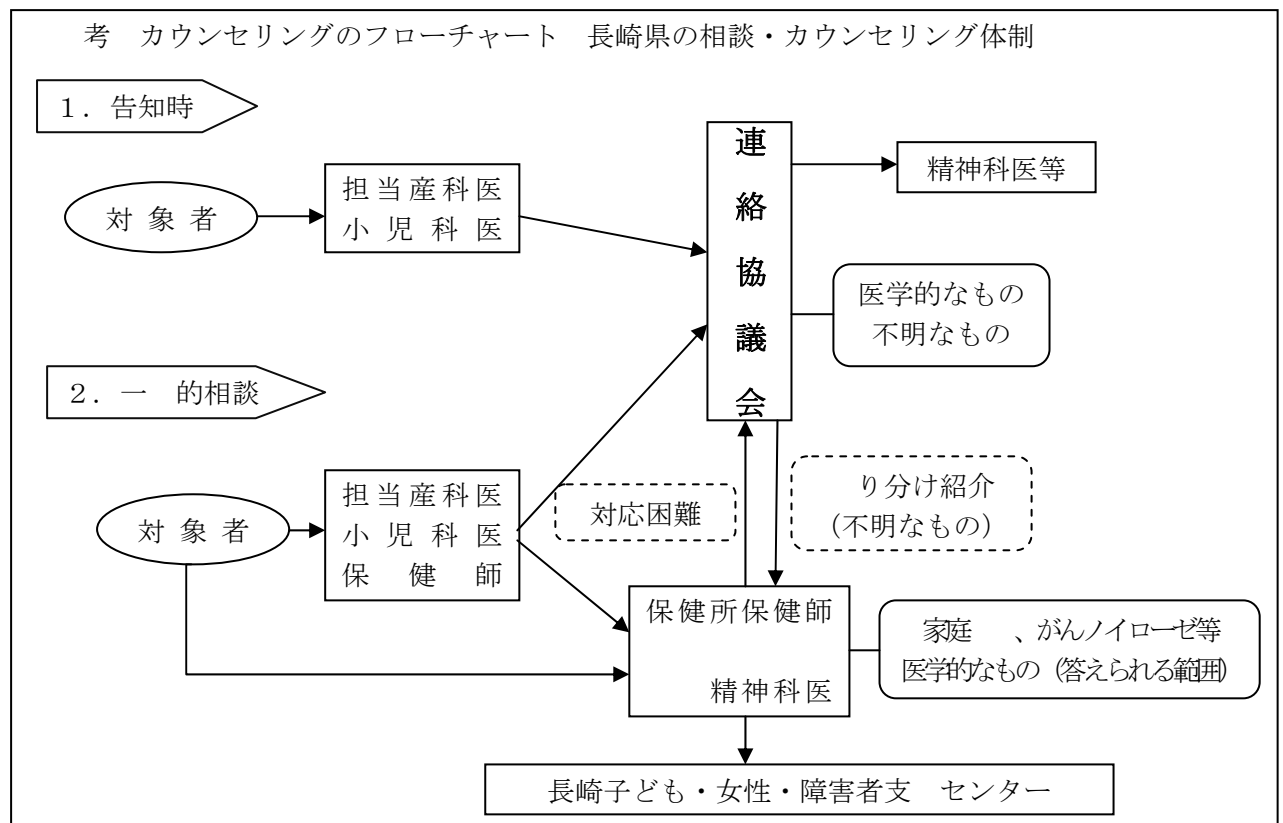 考 カウンセリングのフローチャート 長崎県の相談・カウンセリング体制
１．告知時
対象者
担当産科医
小児科医
連絡協議会
精神科医等
医学的なもの
不明なもの
２．一 的相談
対象者
担当産科医
小児科医
保健師
対応困難
り分け紹介
（不明なもの）
保健所保健師
精神科医
家庭 、がんノイローゼ等
医学的なもの（答えられる範囲）
長崎子ども・女性・障害者支 センター